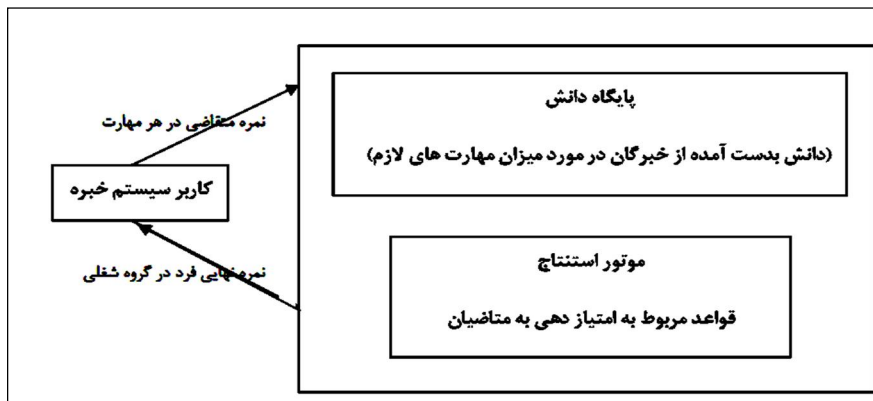 پایگاه دانش
(دانش بدست آمده از خبرگان در مورد میزان مهارت های لازم)
نمره متقاضی در هر مهارت
کاربر سیستم خبره
نمره نهایی فرد در گروه شغلی
موتور استنتاج
قواعد مربوط به امتیاز دهی به متاضیان